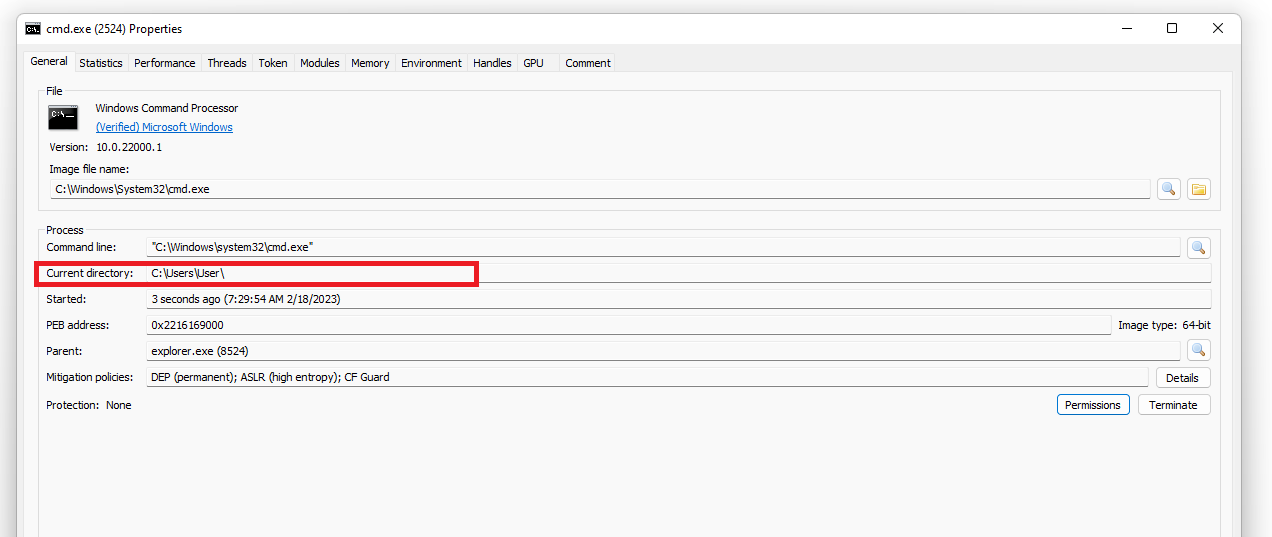 cmd.exe (2524) Properties
General Statistics Performance Threads Token Modules Memory Environment Handles GPU Comment
File
C:\ _
Windows Command Processor
(Verified) Microsoft Windows
Version: 10.0.22000.1
Image file name:
C:\Windows\System32\cmd.exe
Process
Command line: "C:\Windows\system32\cmd.exe"
Current directory: C:\Users\User\
Started: 3 seconds ago (7:29:54 AM 2/18/2023)
PEB address: 0x2216169000 Image type: 64-bit
Parent: explorer.exe (8524)
Mitigation policies: DEP (permanent); ASLR (high entropy); CF Guard Details
Protection: None Permissions Terminate